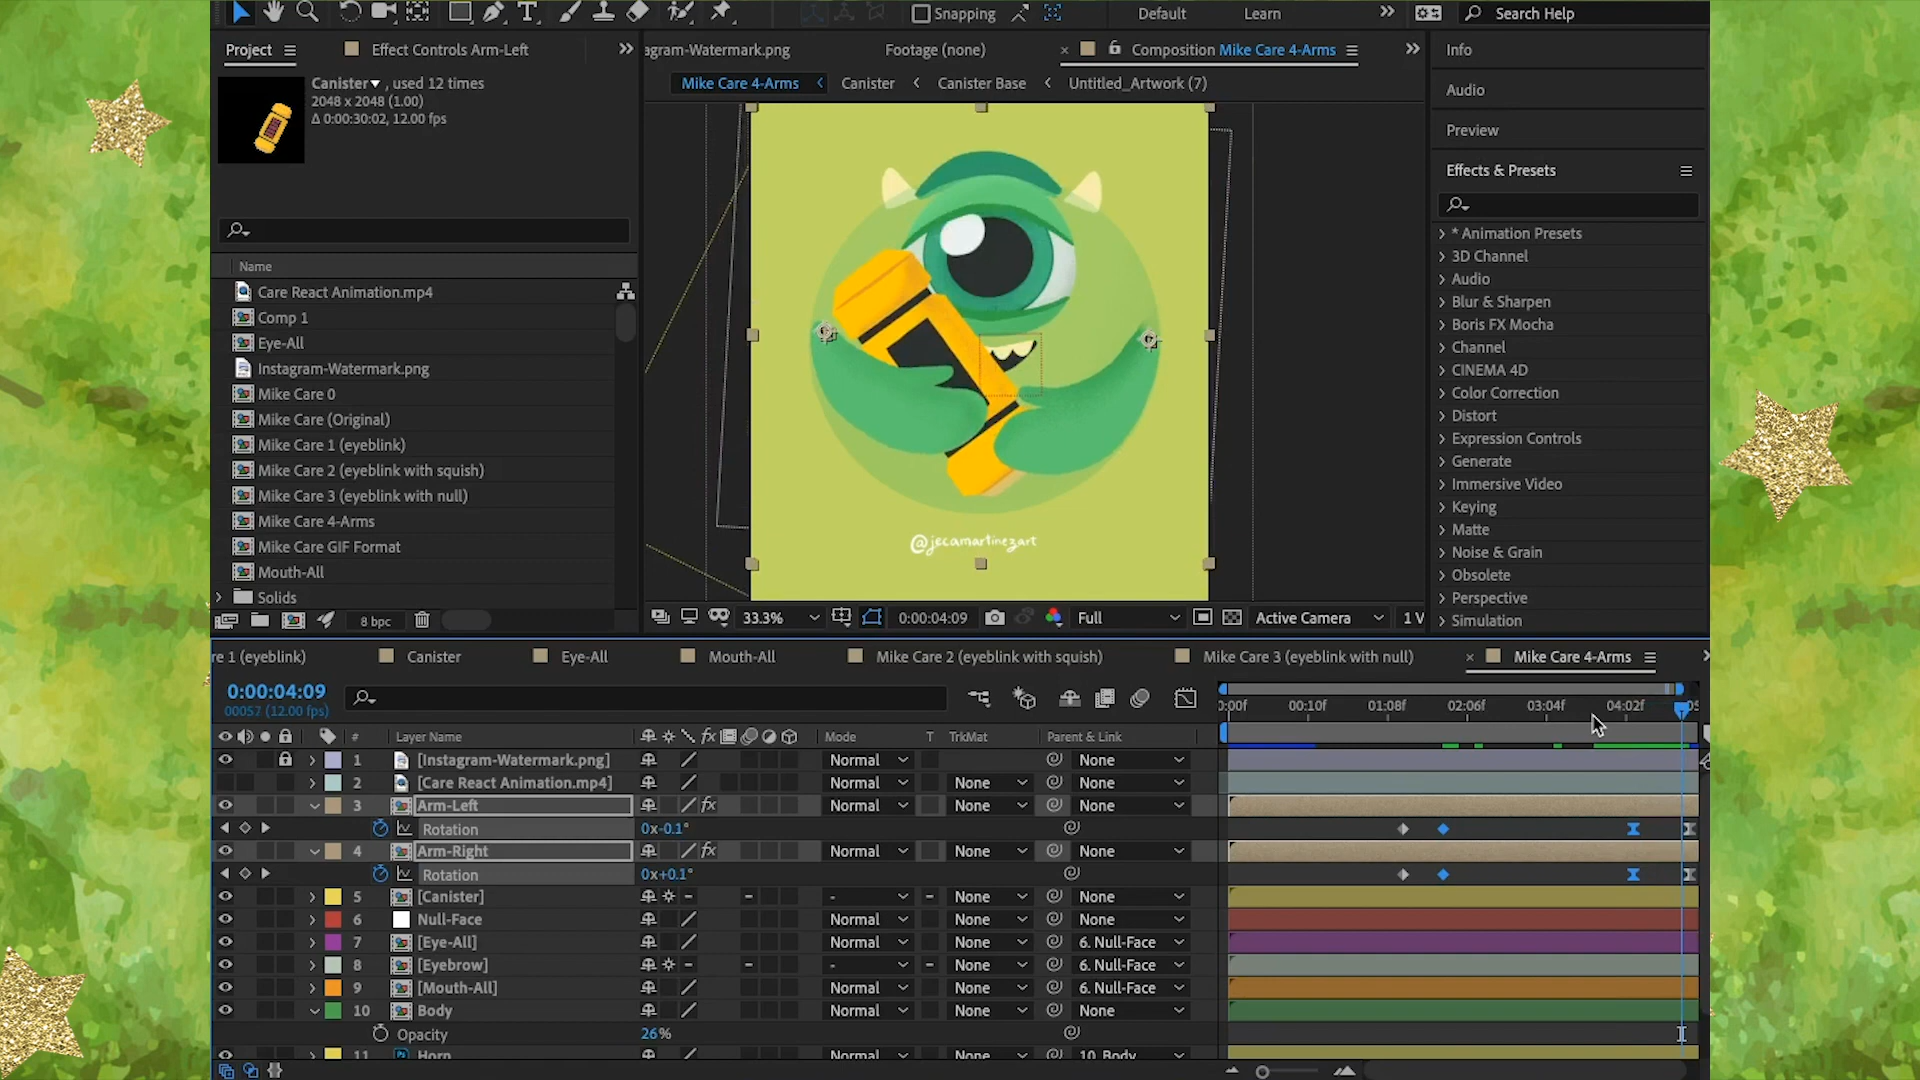 Snapping
Default
Learn
Search Help
Project
Effect Controls Arm-Left
agram-Watermark.png
Footage (none)
Composition Mike Care 4-Arms
Info
Mike Care 4-Arms
Canister
Canister Base
Untitled_Artwork (7)
Canister , used 12 times
2048 x 2048 (1.00)
Δ 0:00:30:02, 12.00 fps
Audio
Preview
Effects & Presets
Name
Care React Animation.mp4
Comp 1
Eye-All
Instagram-Watermark.png
Mike Care 0
Mike Care (Original)
Mike Care 1 (eyeblink)
Mike Care 2 (eyeblink with squish)
Mike Care 3 (eyeblink with null)
Mike Care 4-Arms
Mike Care GIF Format
Mouth-All
Solids
8 bpc
@jecamartinezart
33.3%
0:00:04:09
Full
Active Camera
1 V
* Animation Presets
3D Channel
Audio
Blur & Sharpen
Boris FX Mocha
Channel
CINEMA 4D
Color Correction
Distort
Expression Controls
Generate
Immersive Video
Keying
Matte
Noise & Grain
Obsolete
Perspective
Simulation
re 1 (eyeblink)
Canister
Eye-All
Mouth-All
Mike Care 2 (eyeblink with squish)
Mike Care 3 (eyeblink with null)
Mike Care 4-Arms
0:00:04:09
00057 (12.00 fps)
0:00f 00:10f 01:08f 02:06f 03:04f 04:02f 05
# Layer Name fx Mode T TrkMat Parent & Link
1 [Instagram-Watermark.png] Normal None
2 [Care React Animation.mp4] Normal None None
3 Arm-Left fx Normal None None
Rotation 0x-0.1°
4 Arm-Right fx Normal None None
Rotation 0x+0.1°
5 [Canister] - - None None
6 Null-Face Normal None None
7 [Eye-All] Normal None 6. Null-Face
8 [Eyebrow] - - None 6. Null-Face
9 [Mouth-All] Normal None 6. Null-Face
10 Body Normal None None
Opacity 26%
11 Horn Normal None 10. Body